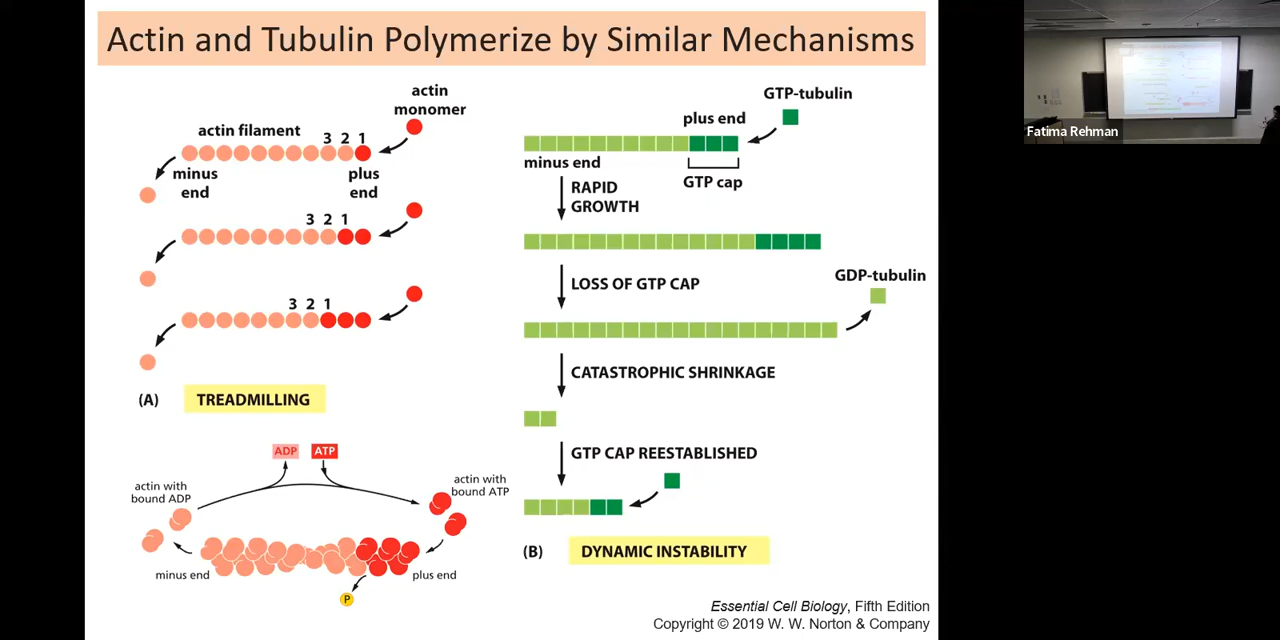 Actin and Tubulin Polymerize by Similar Mechanisms
Fatima Rehman
actin
monomer
actin filament
3 2 1
minus
end
plus
end
3 2 1
3 2 1
(A)
TREADMILLING
ADP
ATP
actin with
bound ADP
actin with
bound ATP
minus end
plus end
P
GTP-tubulin
plus end
minus end
GTP cap
RAPID
GROWTH
LOSS OF GTP CAP
GDP-tubulin
CATASTROPHIC SHRINKAGE
GTP CAP REESTABLISHED
(B)
DYNAMIC INSTABILITY
Essential Cell Biology, Fifth Edition
Copyright © 2019 W. W. Norton & Company